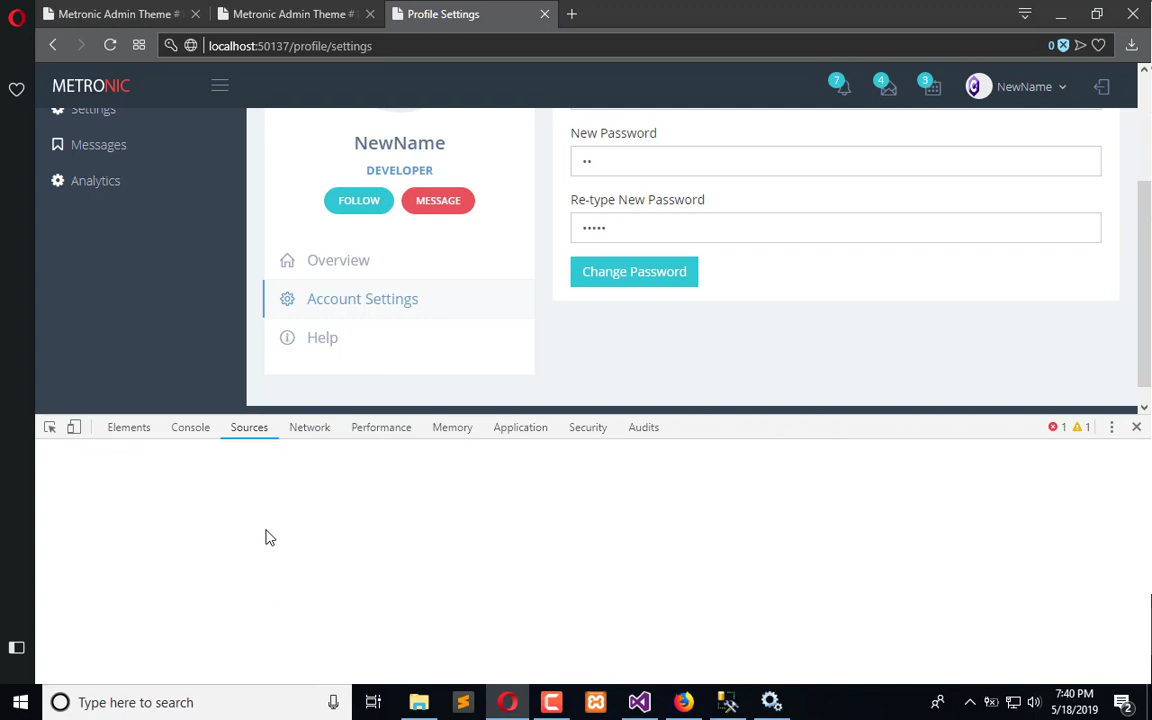 Metronic Admin Theme #
Metronic Admin Theme #
Profile Settings
localhost:50137/profile/settings
0
METRONIC
7
4
3
NewName
Settings
Messages
Analytics
NewName
DEVELOPER
FOLLOW
MESSAGE
Overview
Account Settings
Help
New Password
••
Re-type New Password
•••••
Change Password
Elements
Console
Sources
Network
Performance
Memory
Application
Security
Audits
1
1
Type here to search
7:40 PM
5/18/2019
2